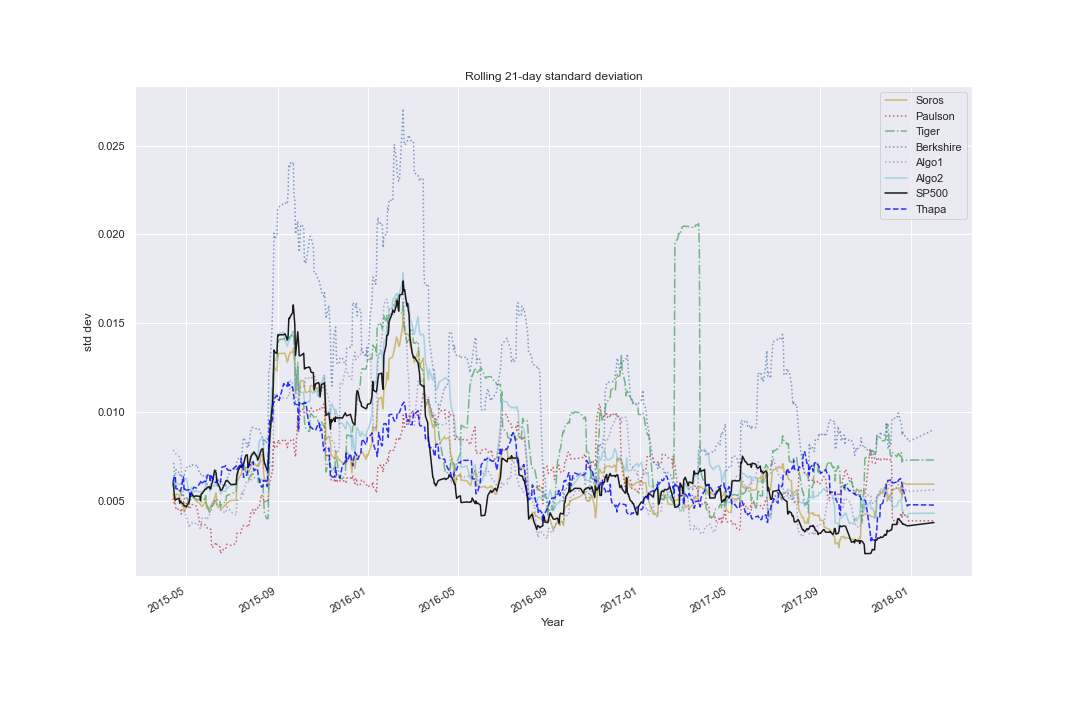 Rolling 21-day standard deviation
Soros
Paulson
Tiger
Berkshire
Algo1
Algo2
SP500
Thapa
std dev
0.025
0.020
0.015
0.010
0.005
2015-05
2015-09
2016-01
2016-05
2016-09
2017-01
2017-05
2017-09
2018-01
Year